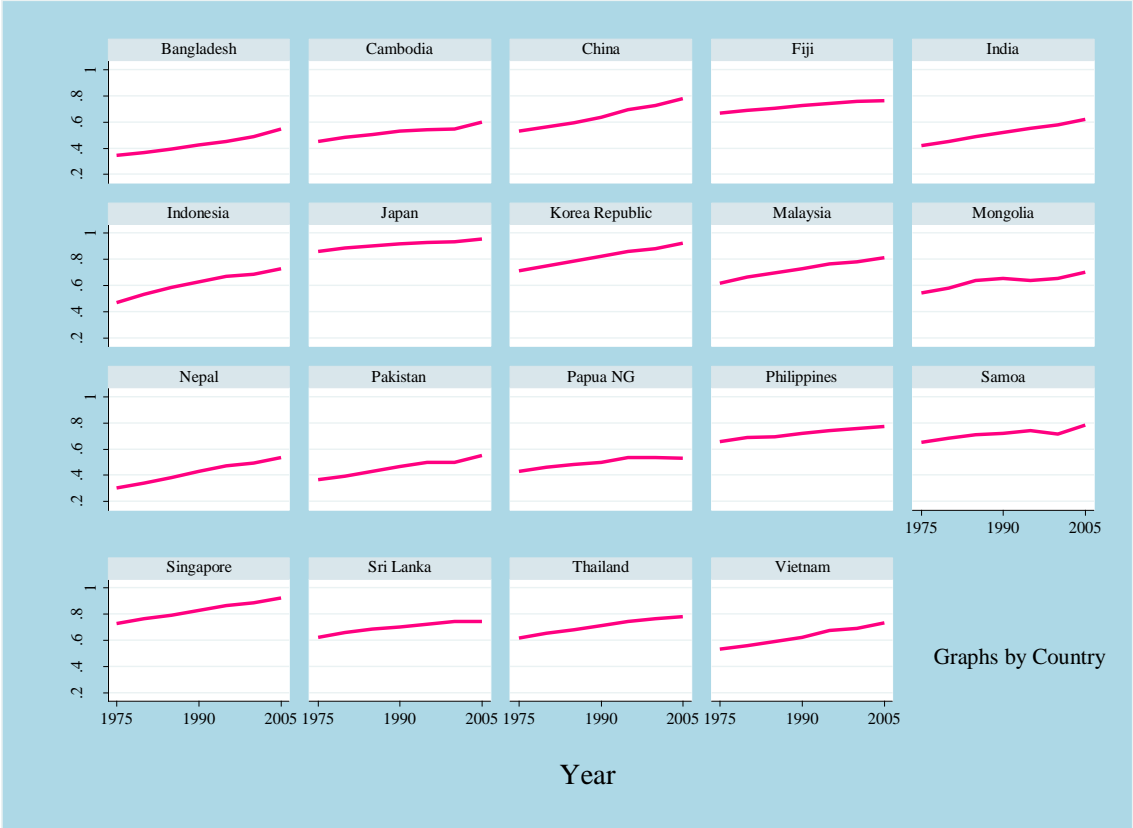 Bangladesh Cambodia China Fiji India
1
.8
.6
.4
.2
Indonesia Japan Korea Republic Malaysia Mongolia
1
.8
.6
.4
.2
Nepal Pakistan Papua NG Philippines Samoa
1
.8
.6
.4
.2
1975 1990 2005
Singapore Sri Lanka Thailand Vietnam
1
.8
.6
.4
.2
1975 1990 2005 1975 1990 2005 1975 1990 2005 1975 1990 2005
Graphs by Country
Year